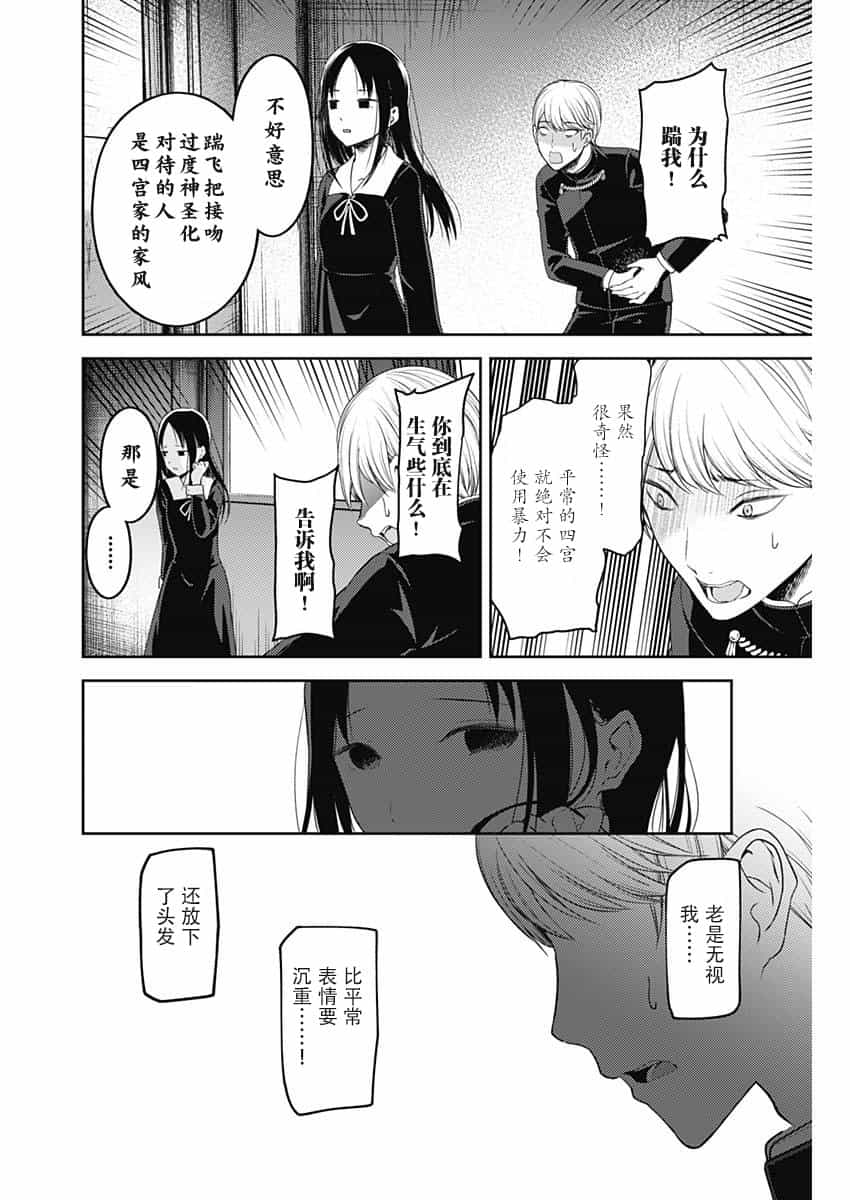 为什么
踹我！
不好意思
踹飞把接吻
过度神圣化
对待的人
是四宫家的家风
果然
很奇怪……！
平常的四宫
就绝对不会
使用暴力！
你到底在
生气些什么！
告诉我啊！
那是
……
老是无视
我……
比平常
表情要
沉重……！
还放下
了头发